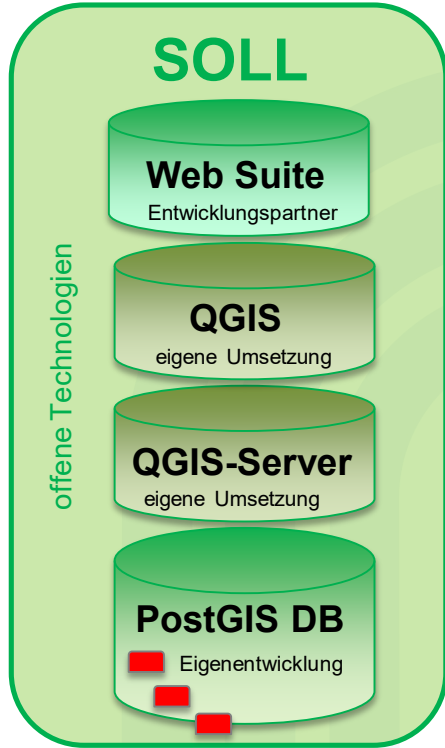 SOLL
offene Technologien
Web Suite
Entwicklungspartner
QGIS
eigene Umsetzung
QGIS-Server
eigene Umsetzung
PostGIS DB
Eigenentwicklung